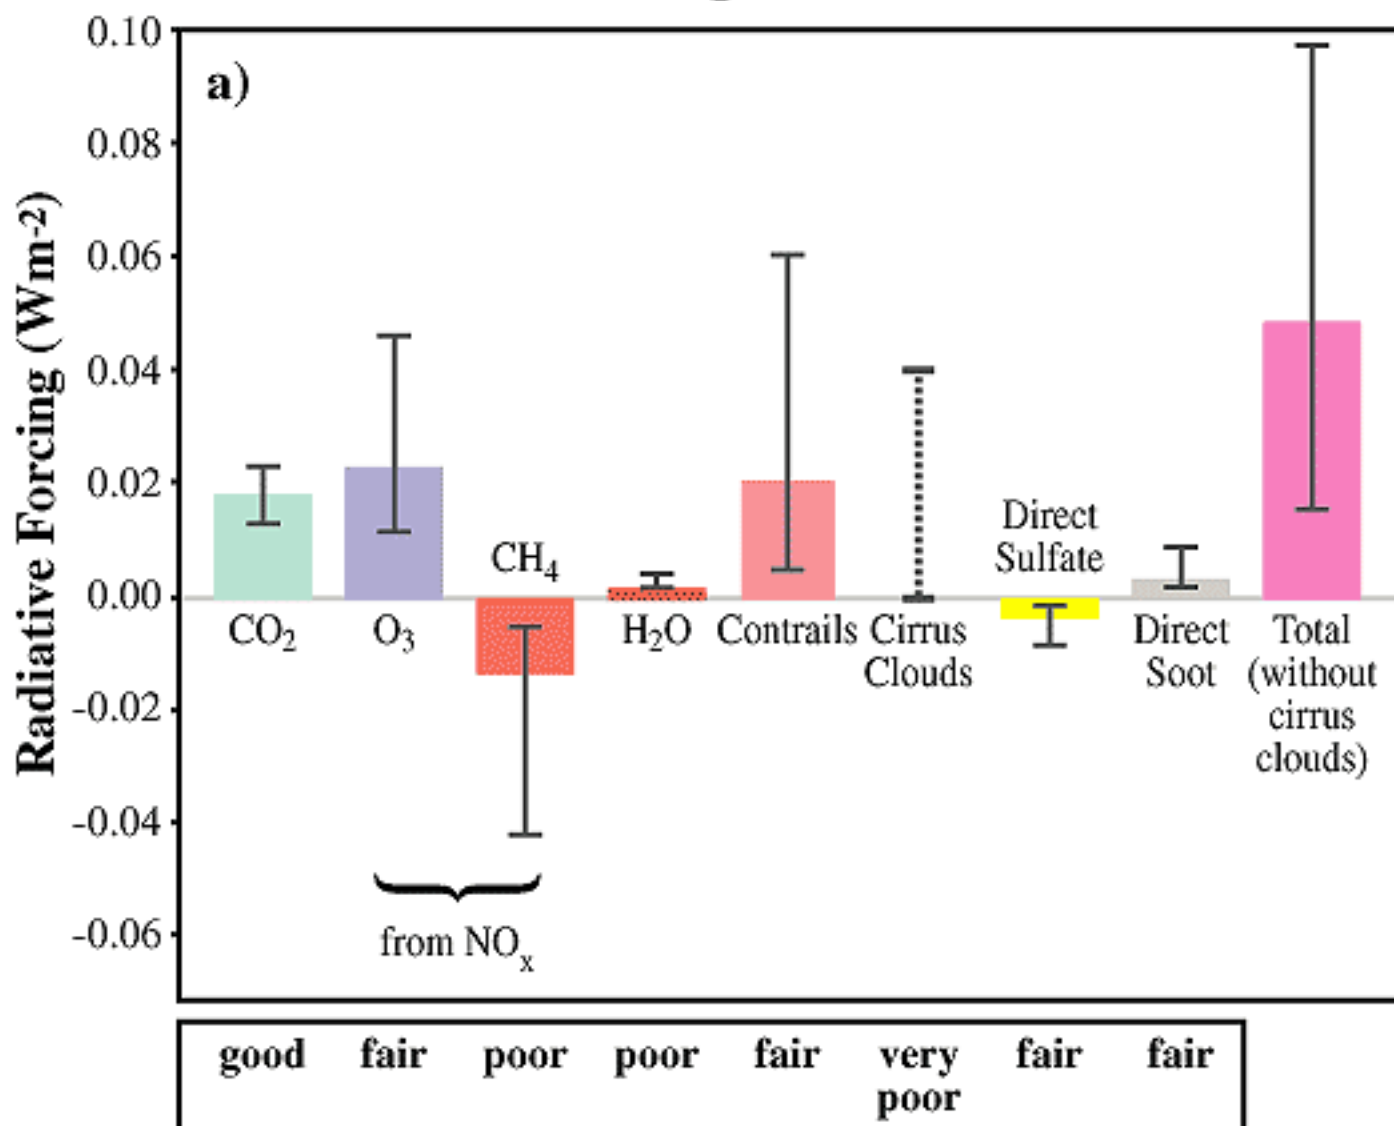 0.10
a)
0.08
0.06
0.04
0.02
0.00
-0.02
-0.04
-0.06
Radiative Forcing (Wm-2)
CO2
O3
CH4
H2O
Contrails
Cirrus
Clouds
Direct
Sulfate
Direct
Soot
Total
(without
cirrus
clouds)
from NOx
good fair poor poor fair very fair fair
poor